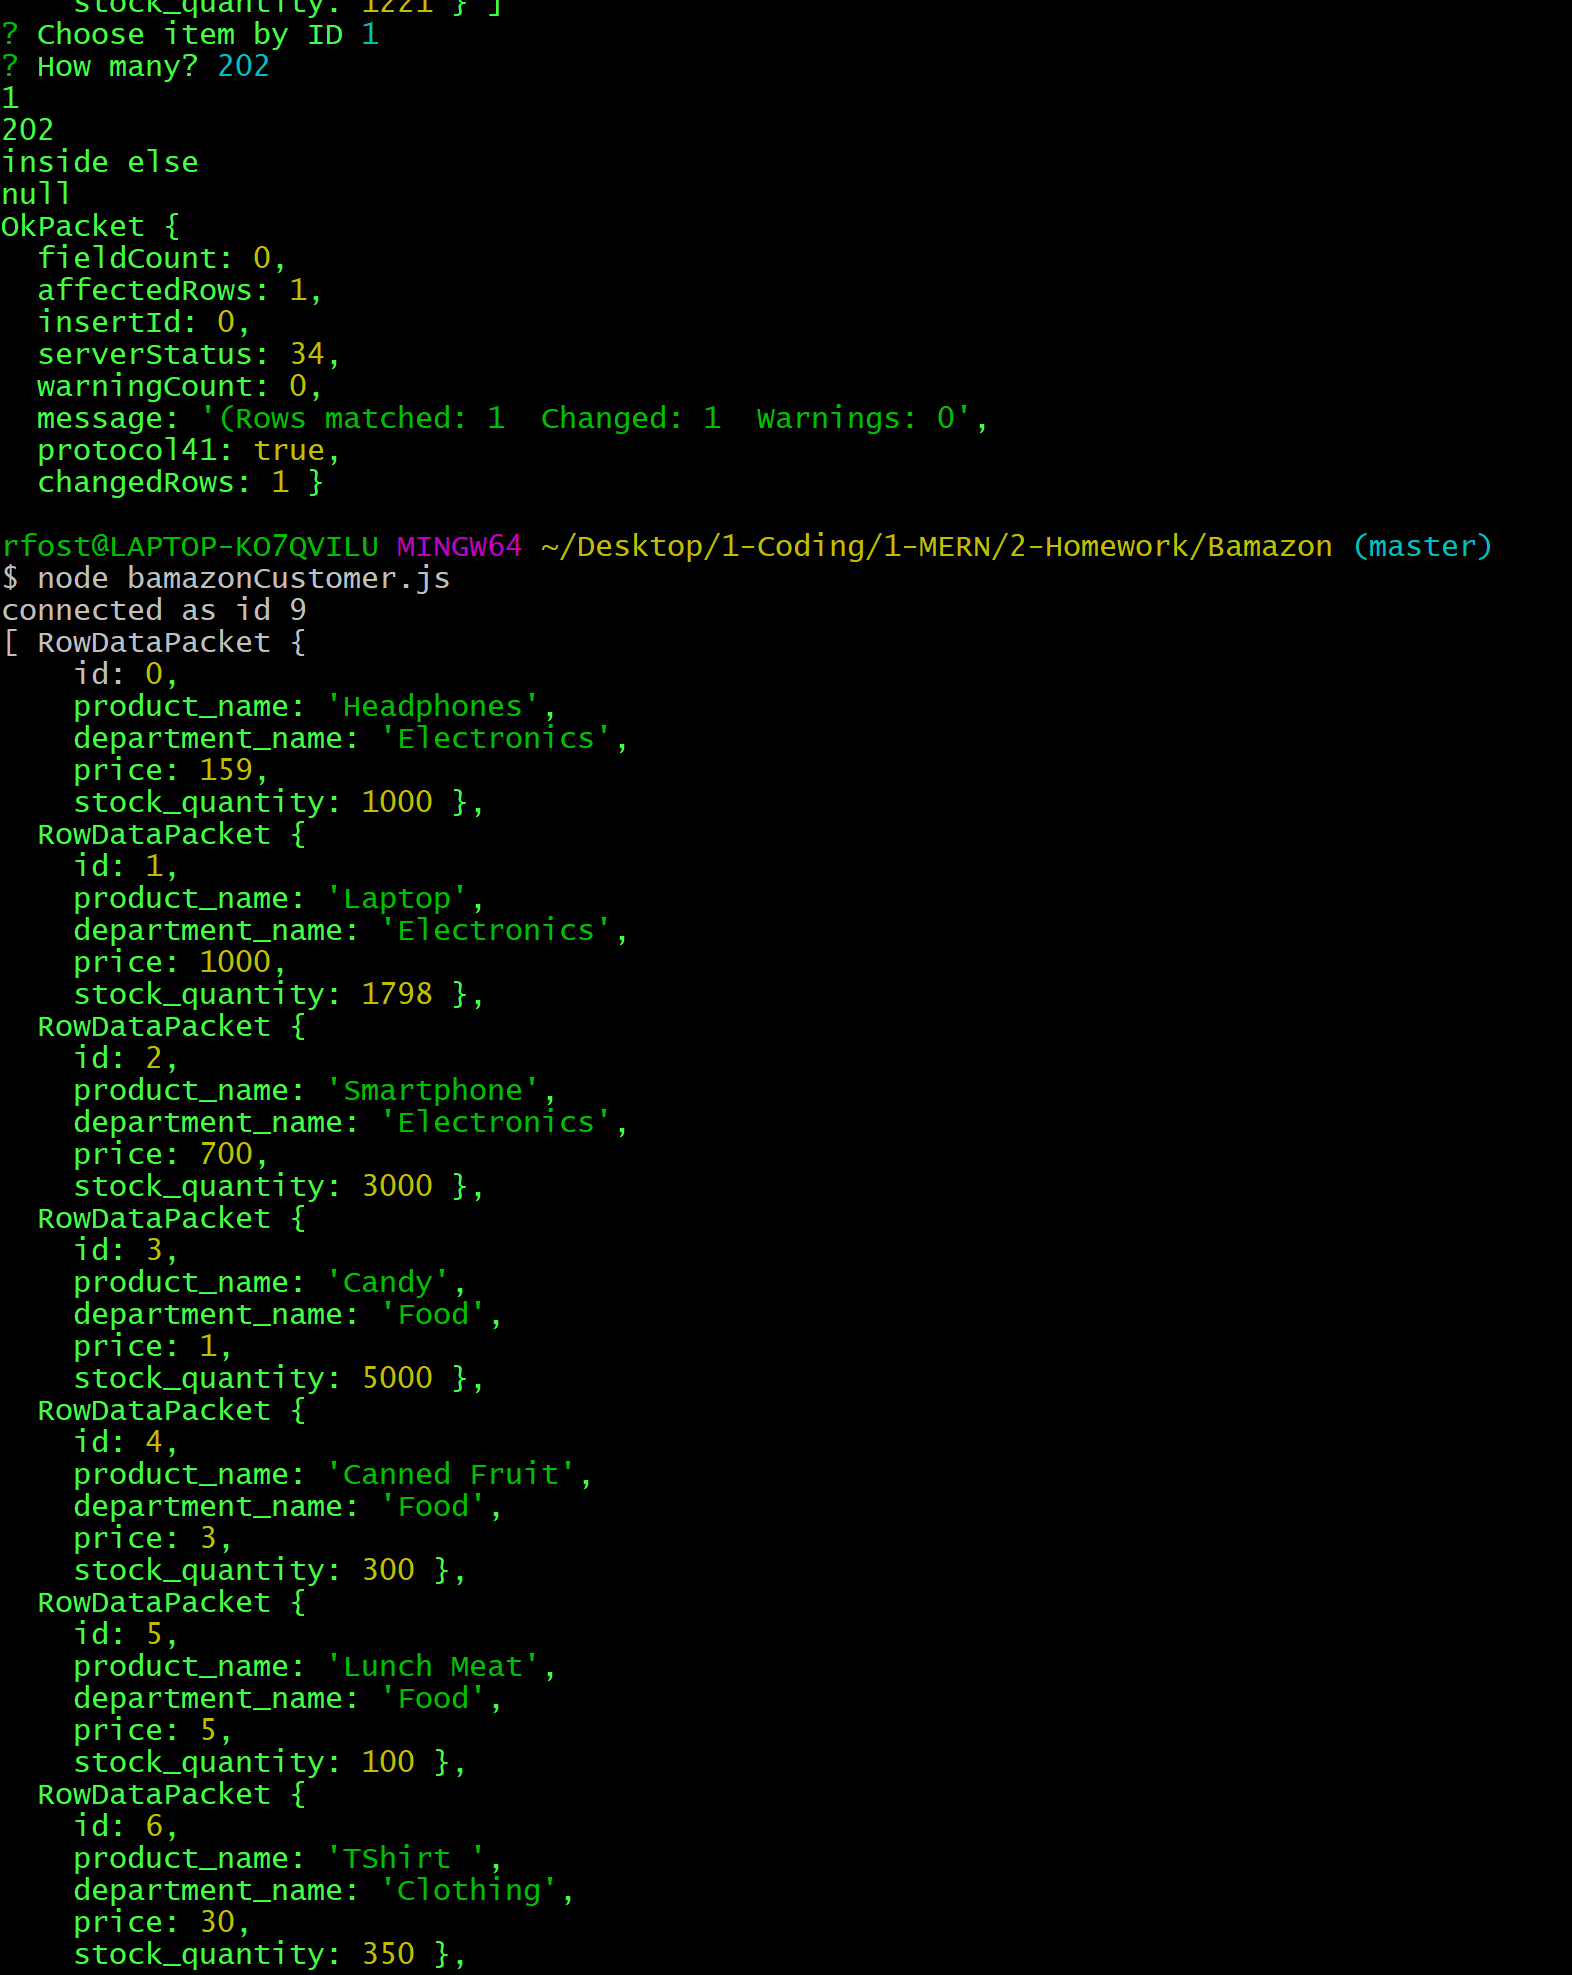 stock_quantity: 1221 } ]
? Choose item by ID 1
? How many? 202
1
202
inside else
null
OkPacket {
  fieldCount: 0,
  affectedRows: 1,
  insertId: 0,
  serverStatus: 34,
  warningCount: 0,
  message: '(Rows matched: 1  Changed: 1  Warnings: 0',
  protocol41: true,
  changedRows: 1 }
rfost@LAPTOP-KO7QVILU MINGW64 ~/Desktop/1-Coding/1-MERN/2-Homework/Bamazon (master)
$ node bamazonCustomer.js
connected as id 9
[ RowDataPacket {
    id: 0,
    product_name: 'Headphones',
    department_name: 'Electronics',
    price: 159,
    stock_quantity: 1000 },
  RowDataPacket {
    id: 1,
    product_name: 'Laptop',
    department_name: 'Electronics',
    price: 1000,
    stock_quantity: 1798 },
  RowDataPacket {
    id: 2,
    product_name: 'Smartphone',
    department_name: 'Electronics',
    price: 700,
    stock_quantity: 3000 },
  RowDataPacket {
    id: 3,
    product_name: 'Candy',
    department_name: 'Food',
    price: 1,
    stock_quantity: 5000 },
  RowDataPacket {
    id: 4,
    product_name: 'Canned Fruit',
    department_name: 'Food',
    price: 3,
    stock_quantity: 300 },
  RowDataPacket {
    id: 5,
    product_name: 'Lunch Meat',
    department_name: 'Food',
    price: 5,
    stock_quantity: 100 },
  RowDataPacket {
    id: 6,
    product_name: 'TShirt ',
    department_name: 'Clothing',
    price: 30,
    stock_quantity: 350 },